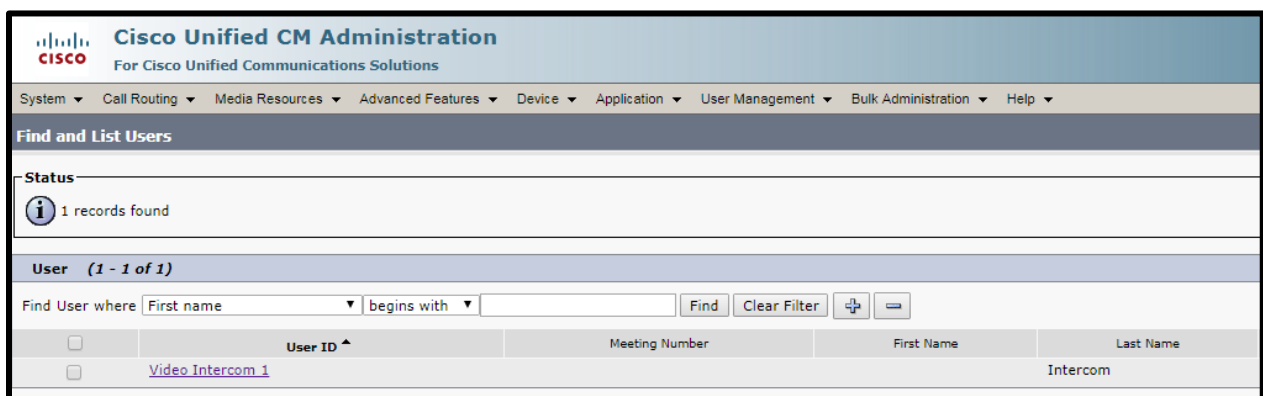 CISCO
Cisco Unified CM Administration
For Cisco Unified Communications Solutions
System Call Routing Media Resources Advanced Features Device Application User Management Bulk Administration Help
Find and List Users
Status
1 records found
User (1 - 1 of 1)
Find User where First name begins with Find Clear Filter
User ID Meeting Number First Name Last Name
Video Intercom 1 Intercom